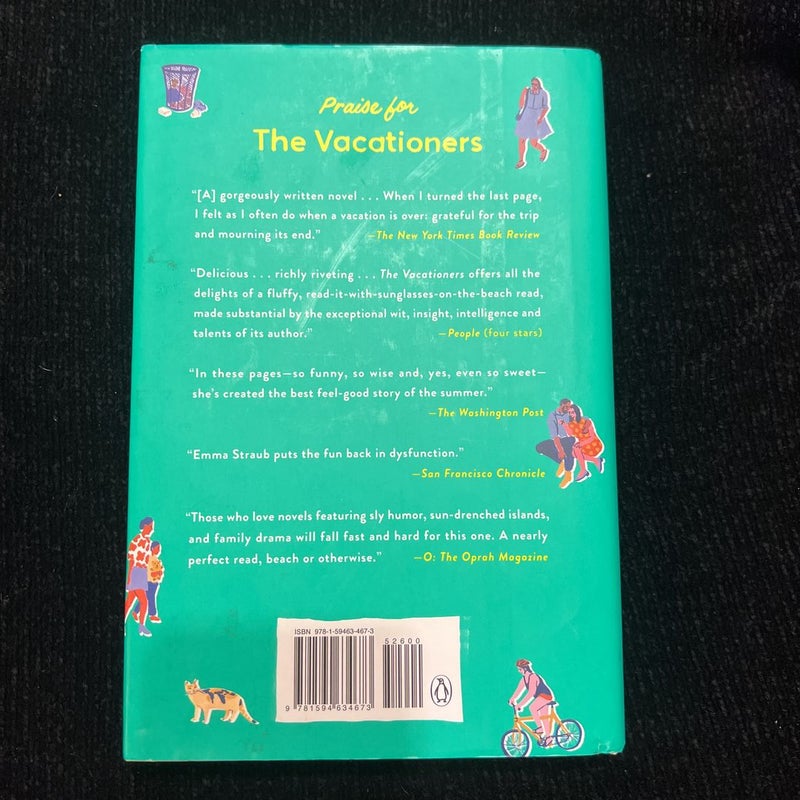 Praise for
The Vacationers
“[A] gorgeously written novel . . . When I turned the last page,
I felt as I often do when a vacation is over: grateful for the trip
and mourning its end.” —The New York Times Book Review
“Delicious . . . richly riveting . . . The Vacationers offers all the
delights of a fluffy, read-it-with-sunglasses-on-the-beach read,
made substantial by the exceptional wit, insight, intelligence and
talents of its author.” —People (four stars)
“In these pages—so funny, so wise and, yes, even so sweet—
she’s created the best feel-good story of the summer.”
—The Washington Post
“Emma Straub puts the fun back in dysfunction.”
—San Francisco Chronicle
“Those who love novels featuring sly humor, sun-drenched islands,
and family drama will fall fast and hard for this one. A nearly
perfect read, beach or otherwise.” —O: The Oprah Magazine
ISBN 978-1-59463-467-3
52600
9 781594 634673